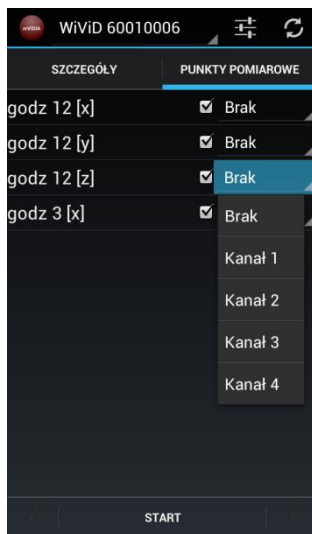 mVIDIA WiViD 60010006
SZCZEGÓŁY PUNKTY POMIAROWE
godz 12 [x] Brak
godz 12 [y] Brak
godz 12 [z] Brak
godz 3 [x]
Brak
Kanał 1
Kanał 2
Kanał 3
Kanał 4
START